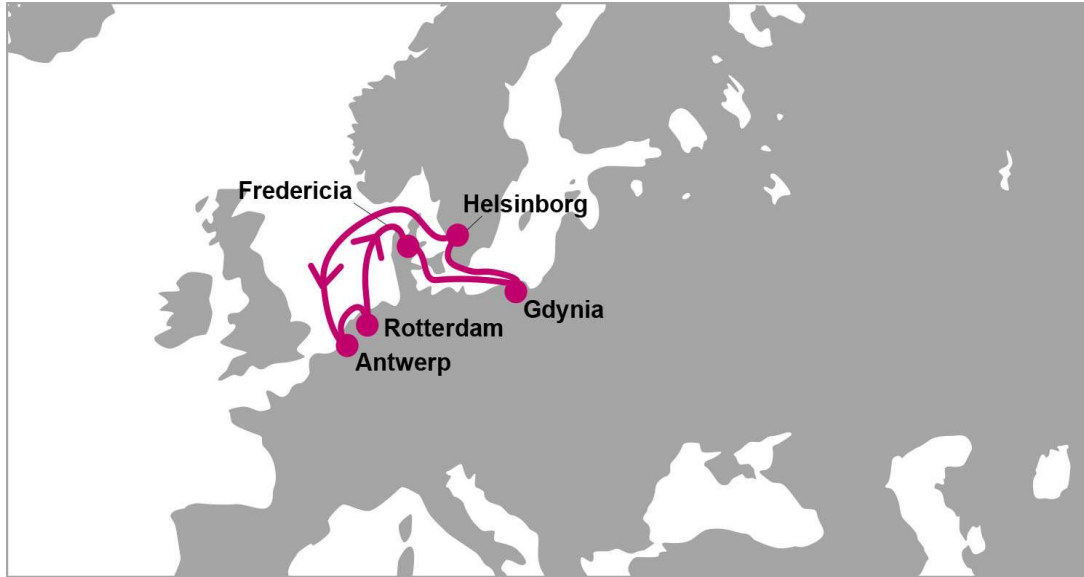 Fredericia
Helsinborg
Gdynia
Rotterdam
Antwerp